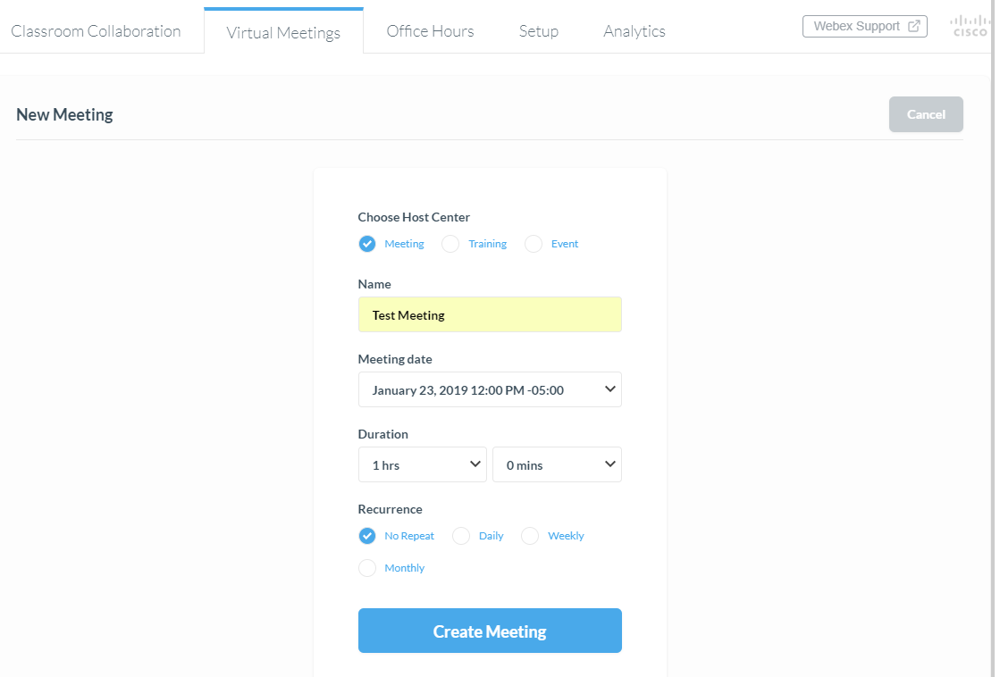 Classroom Collaboration Virtual Meetings Office Hours Setup Analytics Webex Support CISCO
New Meeting Cancel
Choose Host Center
Meeting Training Event
Name
Test Meeting
Meeting date
January 23, 2019 12:00 PM -05:00
Duration
1 hrs 0 mins
Recurrence
No Repeat Daily Weekly
Monthly
Create Meeting